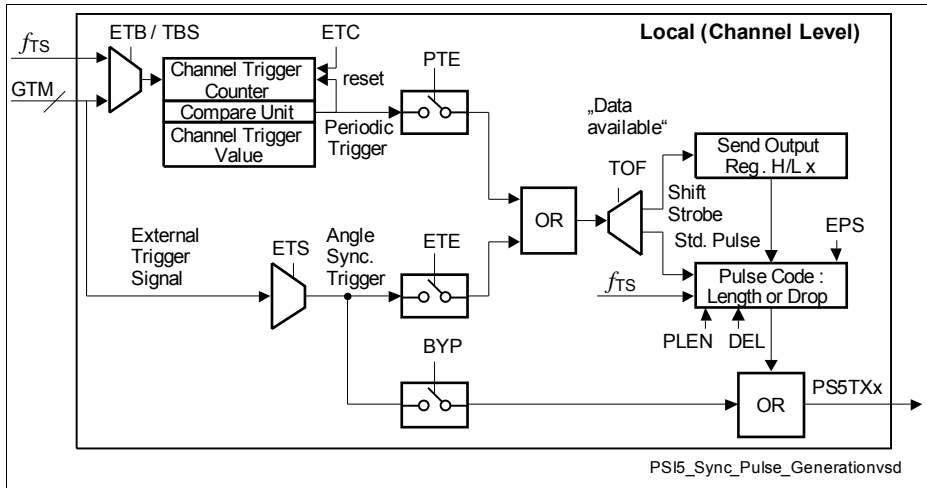 Local (Channel Level)
ETB / TBS
fTS
GTM
ETC
Channel Trigger
Counter
reset
Compare Unit
Channel Trigger
Value
Periodic
Trigger
PTE
„Data
available“
TOF
Send Output
Reg. H/L x
OR
Shift
Strobe
Std. Pulse
EPS
External
Trigger
Signal
ETS
Angle
Sync.
Trigger
ETE
fTS
Pulse Code :
Length or Drop
PLEN
DEL
BYP
OR
PS5TXx
PSI5_Sync_Pulse_Generationvsd